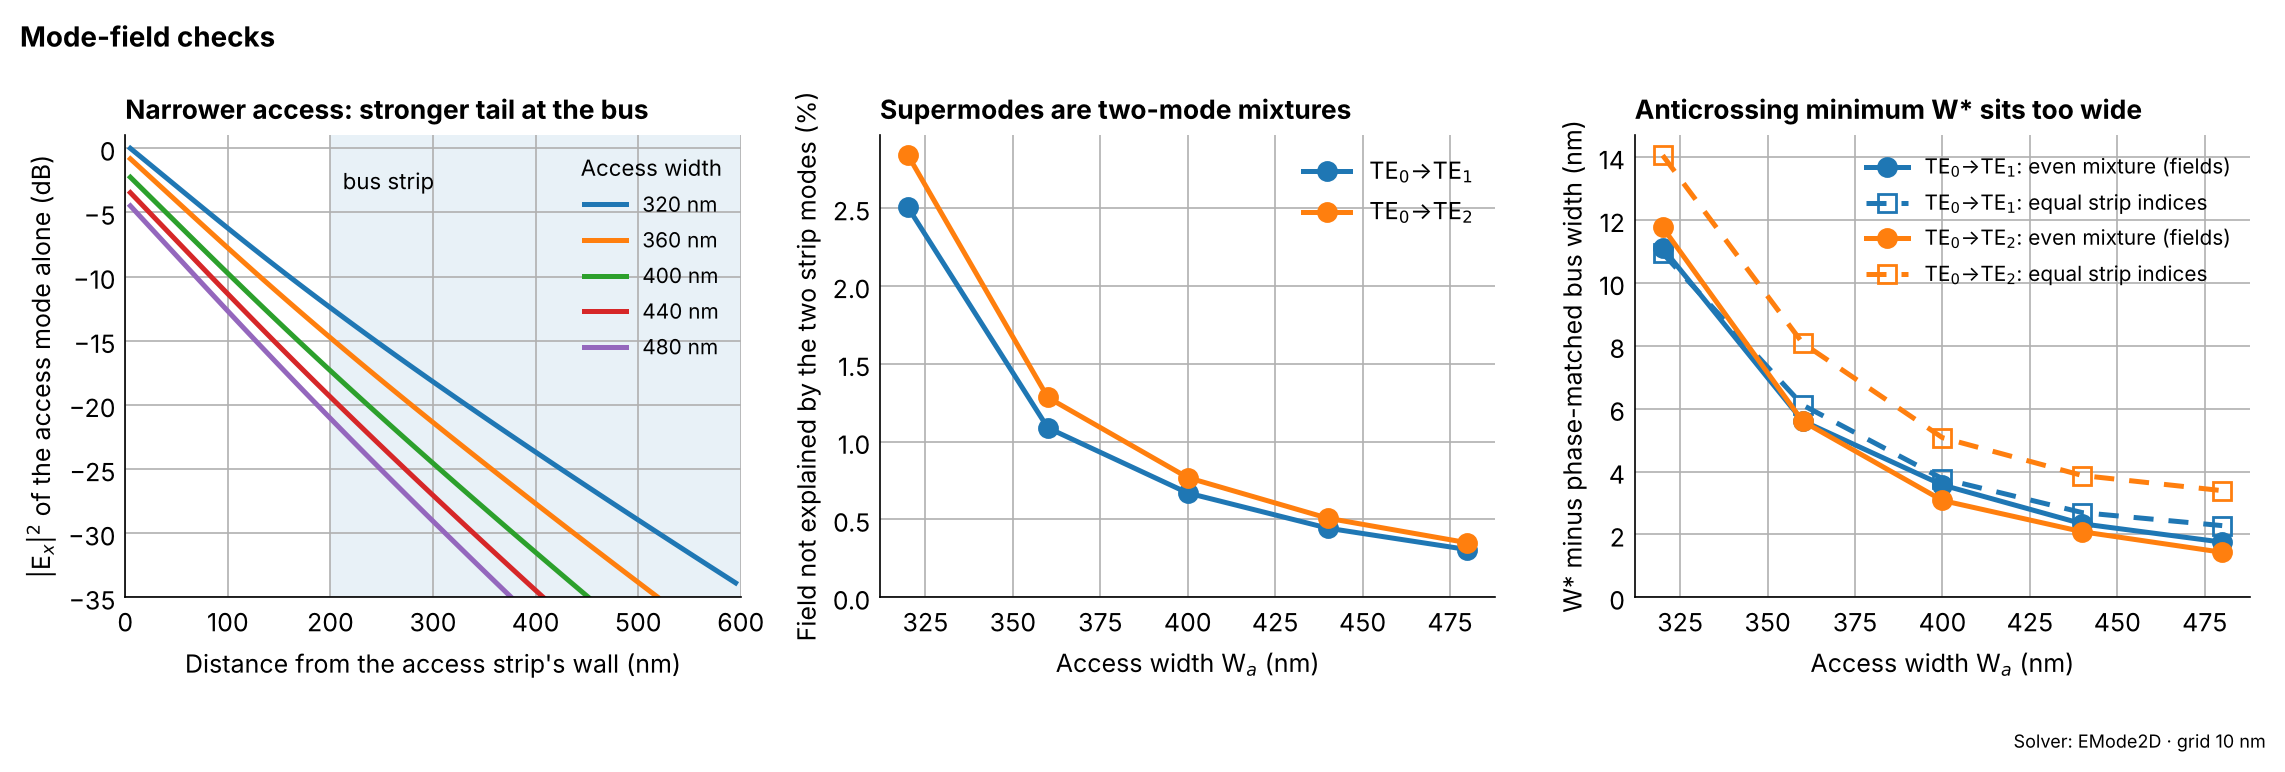 Mode-field checks
Narrower access: stronger tail at the bus
|Eₓ|² of the access mode alone (dB)
0
−5
−10
−15
−20
−25
−30
−35
bus strip
Access width
320 nm
360 nm
400 nm
440 nm
480 nm
0 100 200 300 400 500 600
Distance from the access strip's wall (nm)
Supermodes are two-mode mixtures
Field not explained by the two strip modes (%)
2.5
2.0
1.5
1.0
0.5
0.0
TE₀→TE₁
TE₀→TE₂
325 350 375 400 425 450 475
Access width Wₐ (nm)
Anticrossing minimum W* sits too wide
W* minus phase-matched bus width (nm)
14
12
10
8
6
4
2
0
TE₀→TE₁: even mixture (fields)
TE₀→TE₁: equal strip indices
TE₀→TE₂: even mixture (fields)
TE₀→TE₂: equal strip indices
325 350 375 400 425 450 475
Access width Wₐ (nm)
Solver: EMode2D · grid 10 nm